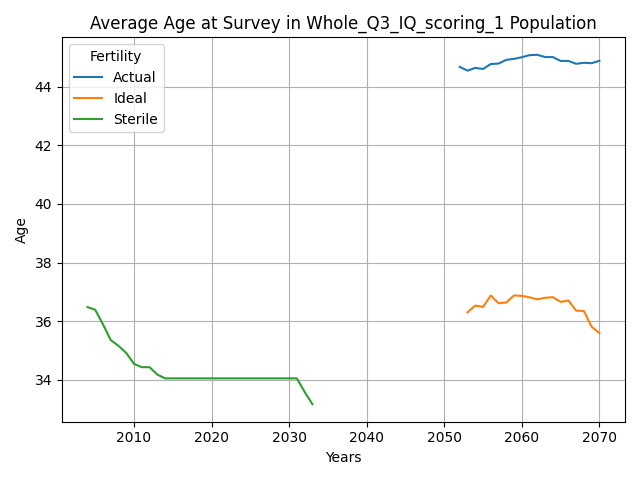 Average Age at Survey in Whole_Q3_IQ_scoring_1 Population
Fertility
Actual
Ideal
Sterile
44
42
40
38
36
34
Age
2010 2020 2030 2040 2050 2060 2070
Years